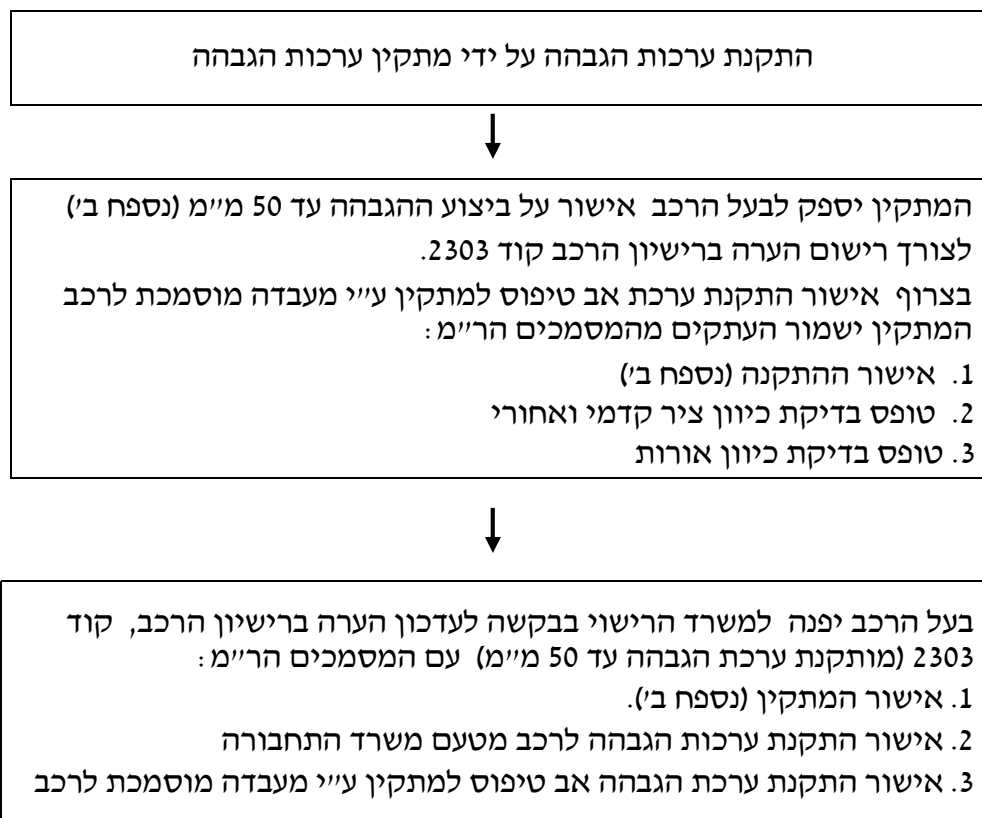 התקנת ערכות הגבהה על ידי מתקין ערכות הגבהה
המתקין יספק לבעל הרכב אישור על ביצוע ההגבהה עד 50 מ״מ (נספח ב׳)
לצורך רישום הערה ברישיון הרכב קוד 2303.
בצרוף אישור התקנת ערכת אב טיפוס למתקין ע״י מעבדה מוסמכת לרכב
המתקין ישמור העתקים מהמסמכים הר״מ:
1. אישור ההתקנה (נספח ב׳)
2. טופס בדיקת כיוון ציר קדמי ואחורי
3. טופס בדיקת כיוון אורות
בעל הרכב יפנה למשרד הרישוי בבקשה לעדכון הערה ברישיון הרכב, קוד
2303 (מותקנת ערכת הגבהה עד 50 מ״מ) עם המסמכים הר״מ:
1. אישור המתקין (נספח ב׳).
2. אישור התקנת ערכות הגבהה לרכב מטעם משרד התחבורה
3. אישור התקנת ערכת הגבהה אב טיפוס למתקין ע״י מעבדה מוסמכת לרכב